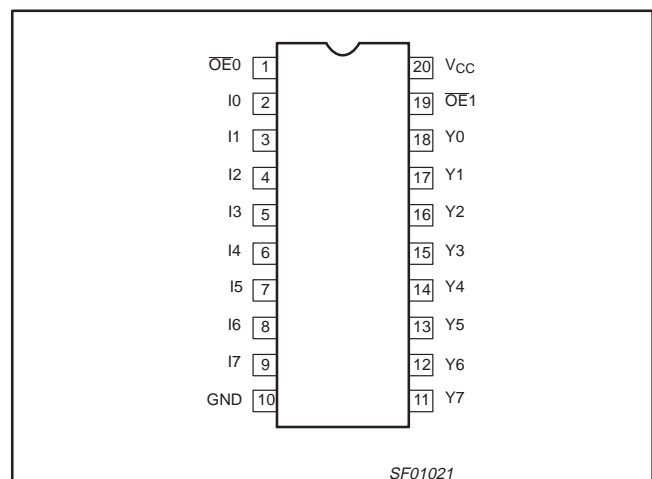 O̅E̅0 1 20 VCC
I0 2 19 O̅E̅1
I1 3 18 Y0
I2 4 17 Y1
I3 5 16 Y2
I4 6 15 Y3
I5 7 14 Y4
I6 8 13 Y5
I7 9 12 Y6
GND 10 11 Y7
SF01021